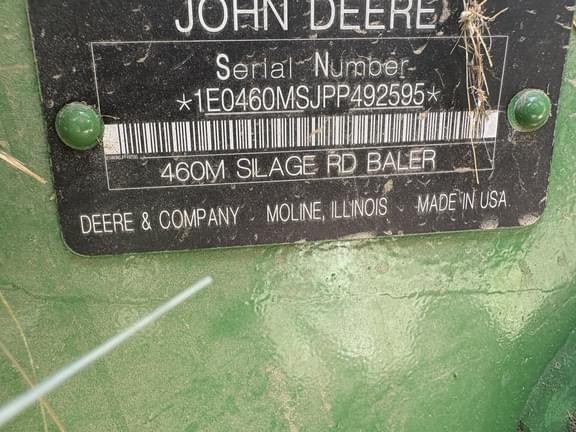 JOHN DEERE
Serial Number
*1E0460MSJPP492595*
460M SILAGE RD BALER
DEERE & COMPANY MOLINE, ILLINOIS MADE IN USA